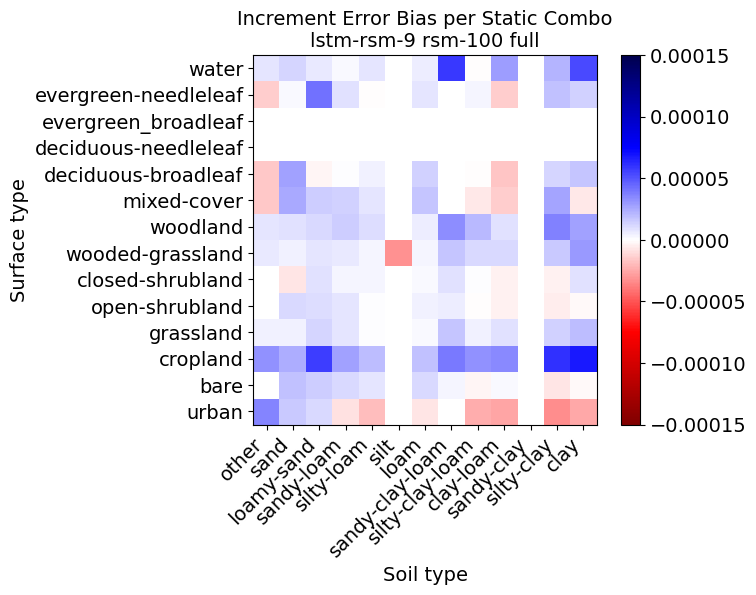 Increment Error Bias per Static Combo
lstm-rsm-9 rsm-100 full
Surface type
water
evergreen-needleleaf
evergreen_broadleaf
deciduous-needleleaf
deciduous-broadleaf
mixed-cover
woodland
wooded-grassland
closed-shrubland
open-shrubland
grassland
cropland
bare
urban
other
sand
loamy-sand
sandy-loam
silty-loam
silt
loam
sandy-clay-loam
silty-clay-loam
clay-loam
sandy-clay
silty-clay
clay
Soil type
0.00015
0.00010
0.00005
0.00000
−0.00005
−0.00010
−0.00015